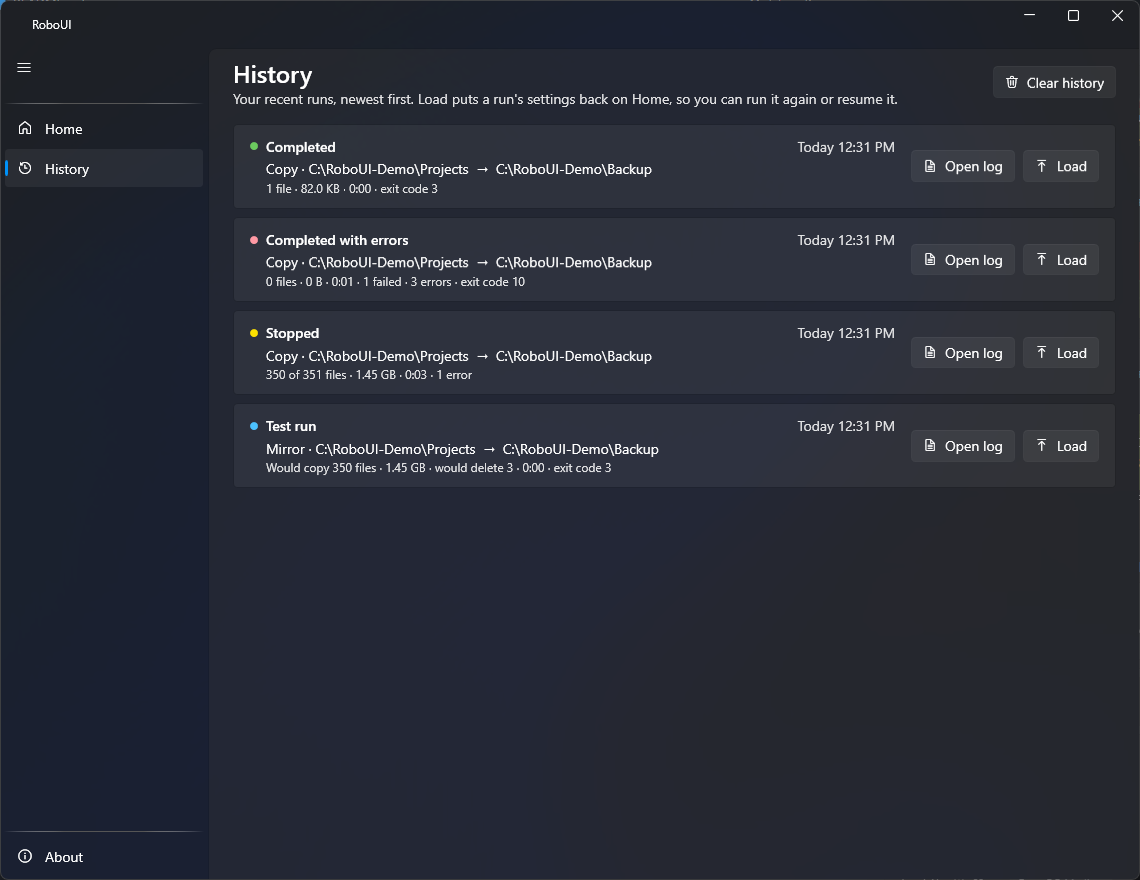 RoboUI
Home
History
About
History
Your recent runs, newest first. Load puts a run's settings back on Home, so you can run it again or resume it.
Clear history
Completed
Today 12:31 PM
Copy · C:\RoboUI-Demo\Projects → C:\RoboUI-Demo\Backup
1 file · 82.0 KB · 0:00 · exit code 3
Open log
Load
Completed with errors
Today 12:31 PM
Copy · C:\RoboUI-Demo\Projects → C:\RoboUI-Demo\Backup
0 files · 0 B · 0:01 · 1 failed · 3 errors · exit code 10
Open log
Load
Stopped
Today 12:31 PM
Copy · C:\RoboUI-Demo\Projects → C:\RoboUI-Demo\Backup
350 of 351 files · 1.45 GB · 0:03 · 1 error
Open log
Load
Test run
Today 12:31 PM
Mirror · C:\RoboUI-Demo\Projects → C:\RoboUI-Demo\Backup
Would copy 350 files · 1.45 GB · would delete 3 · 0:00 · exit code 3
Open log
Load